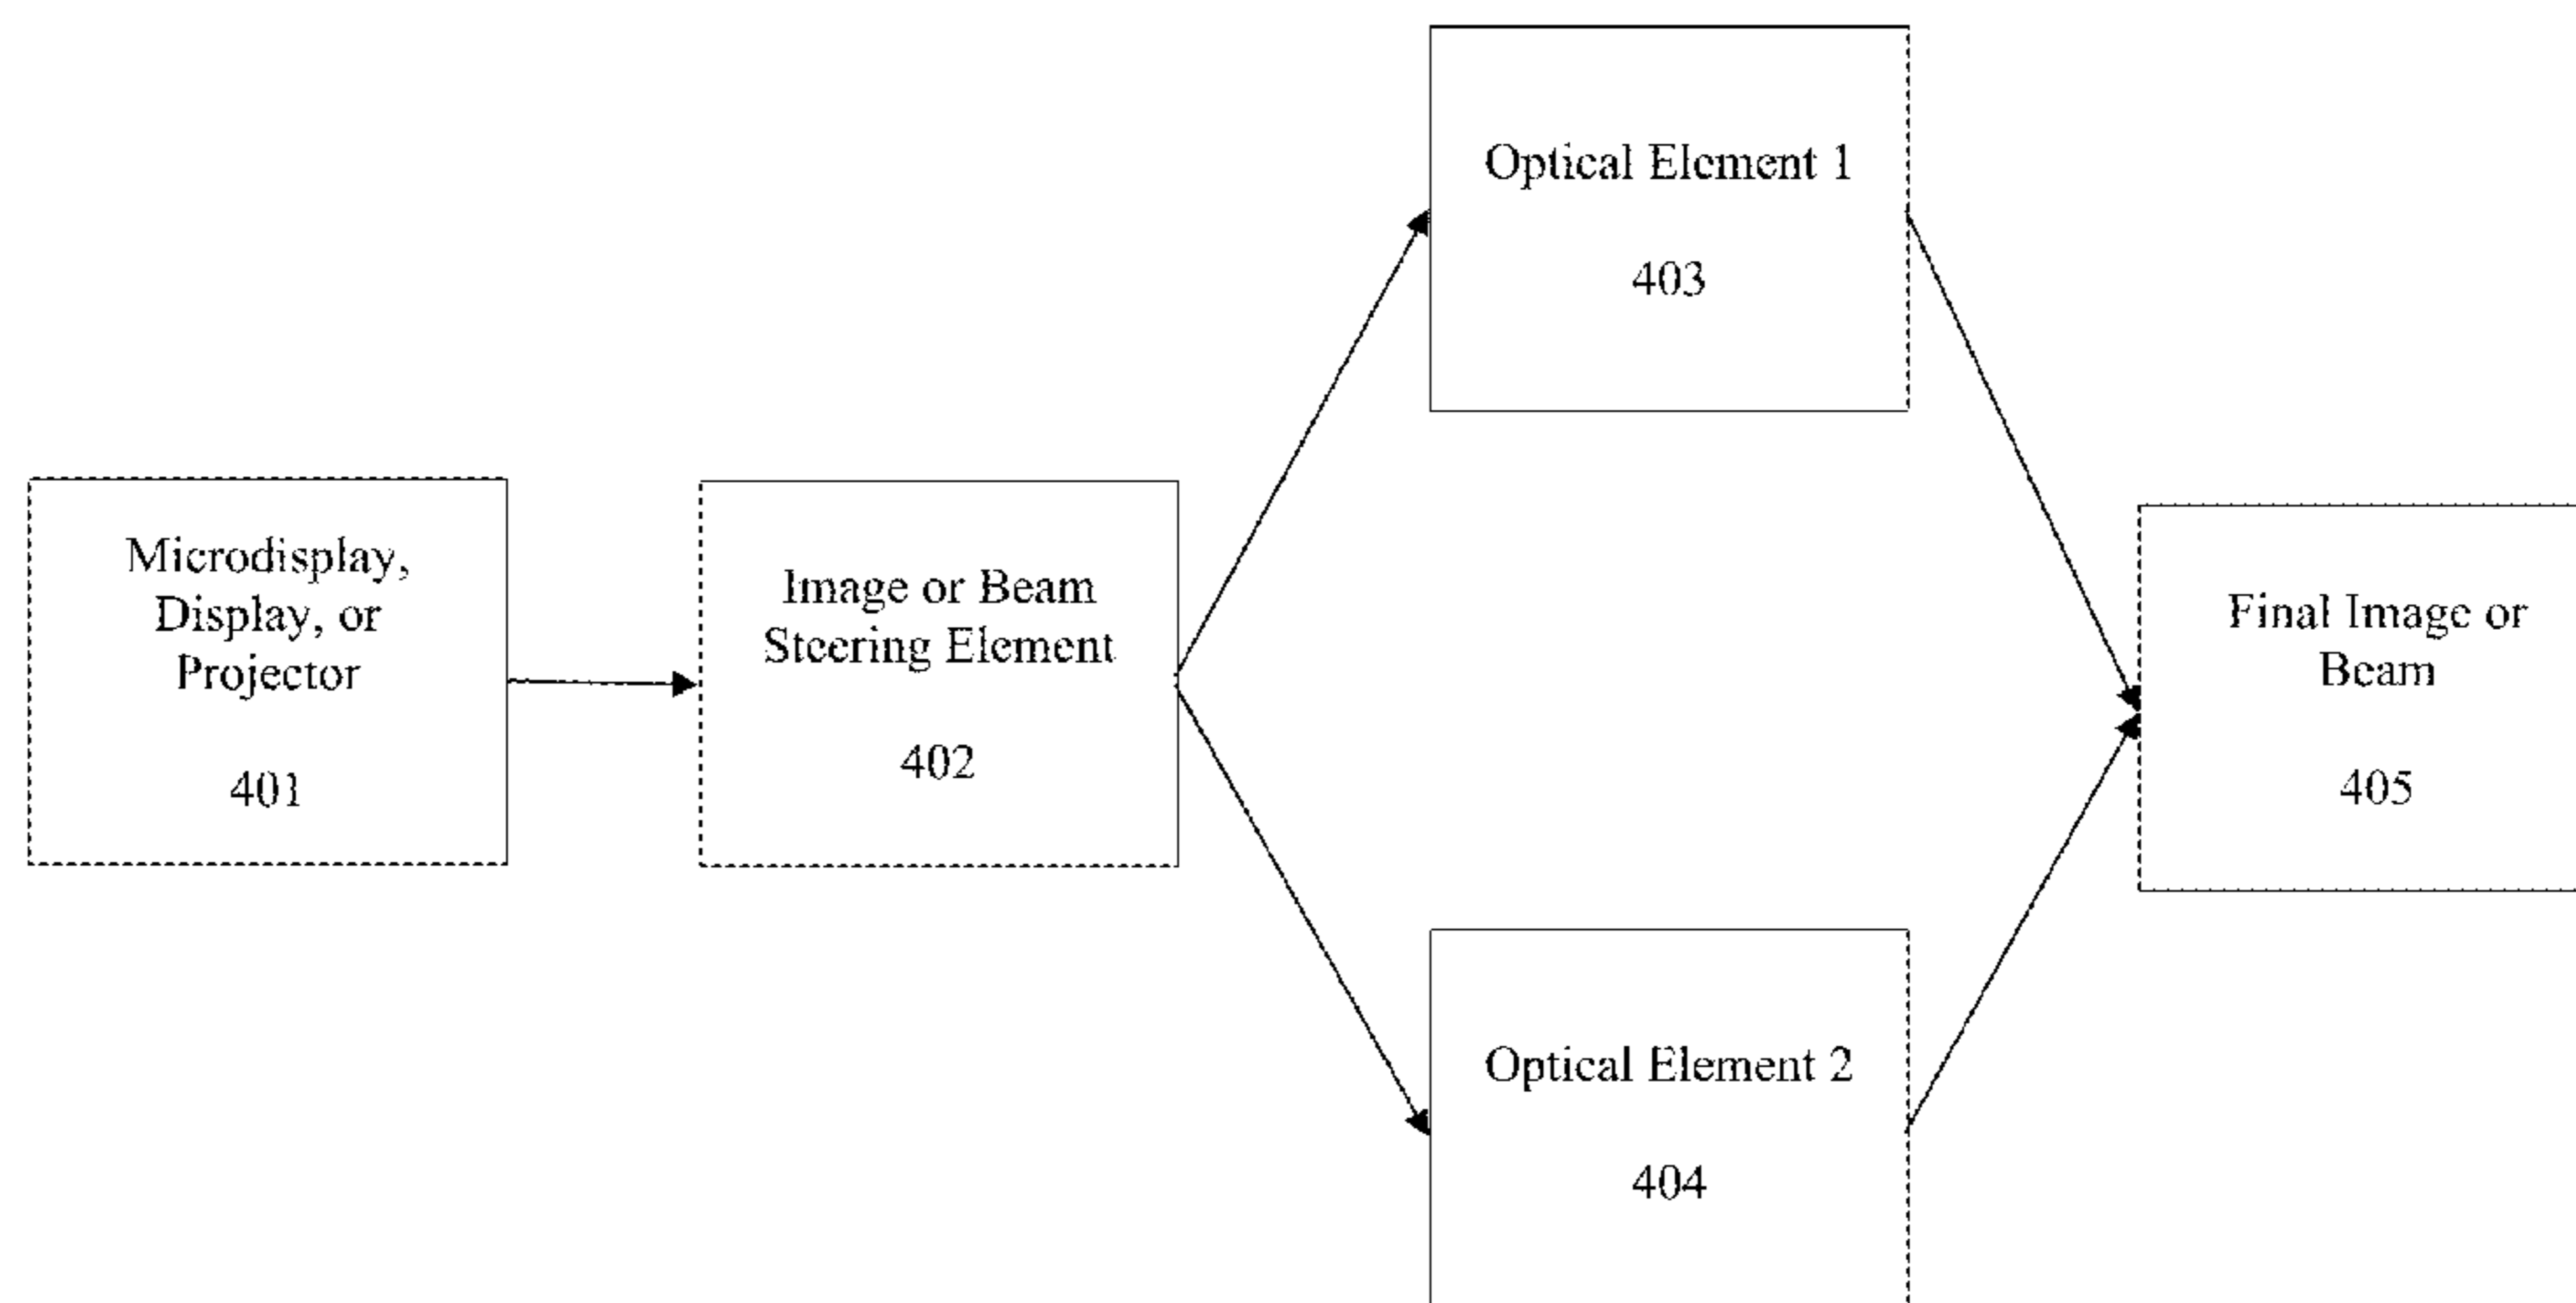 Microdisplay,
Display, or
Projector
401
Image or Beam
Steering Element
402
Optical Element 1
403
Optical Element 2
404
Final Image or
Beam
405